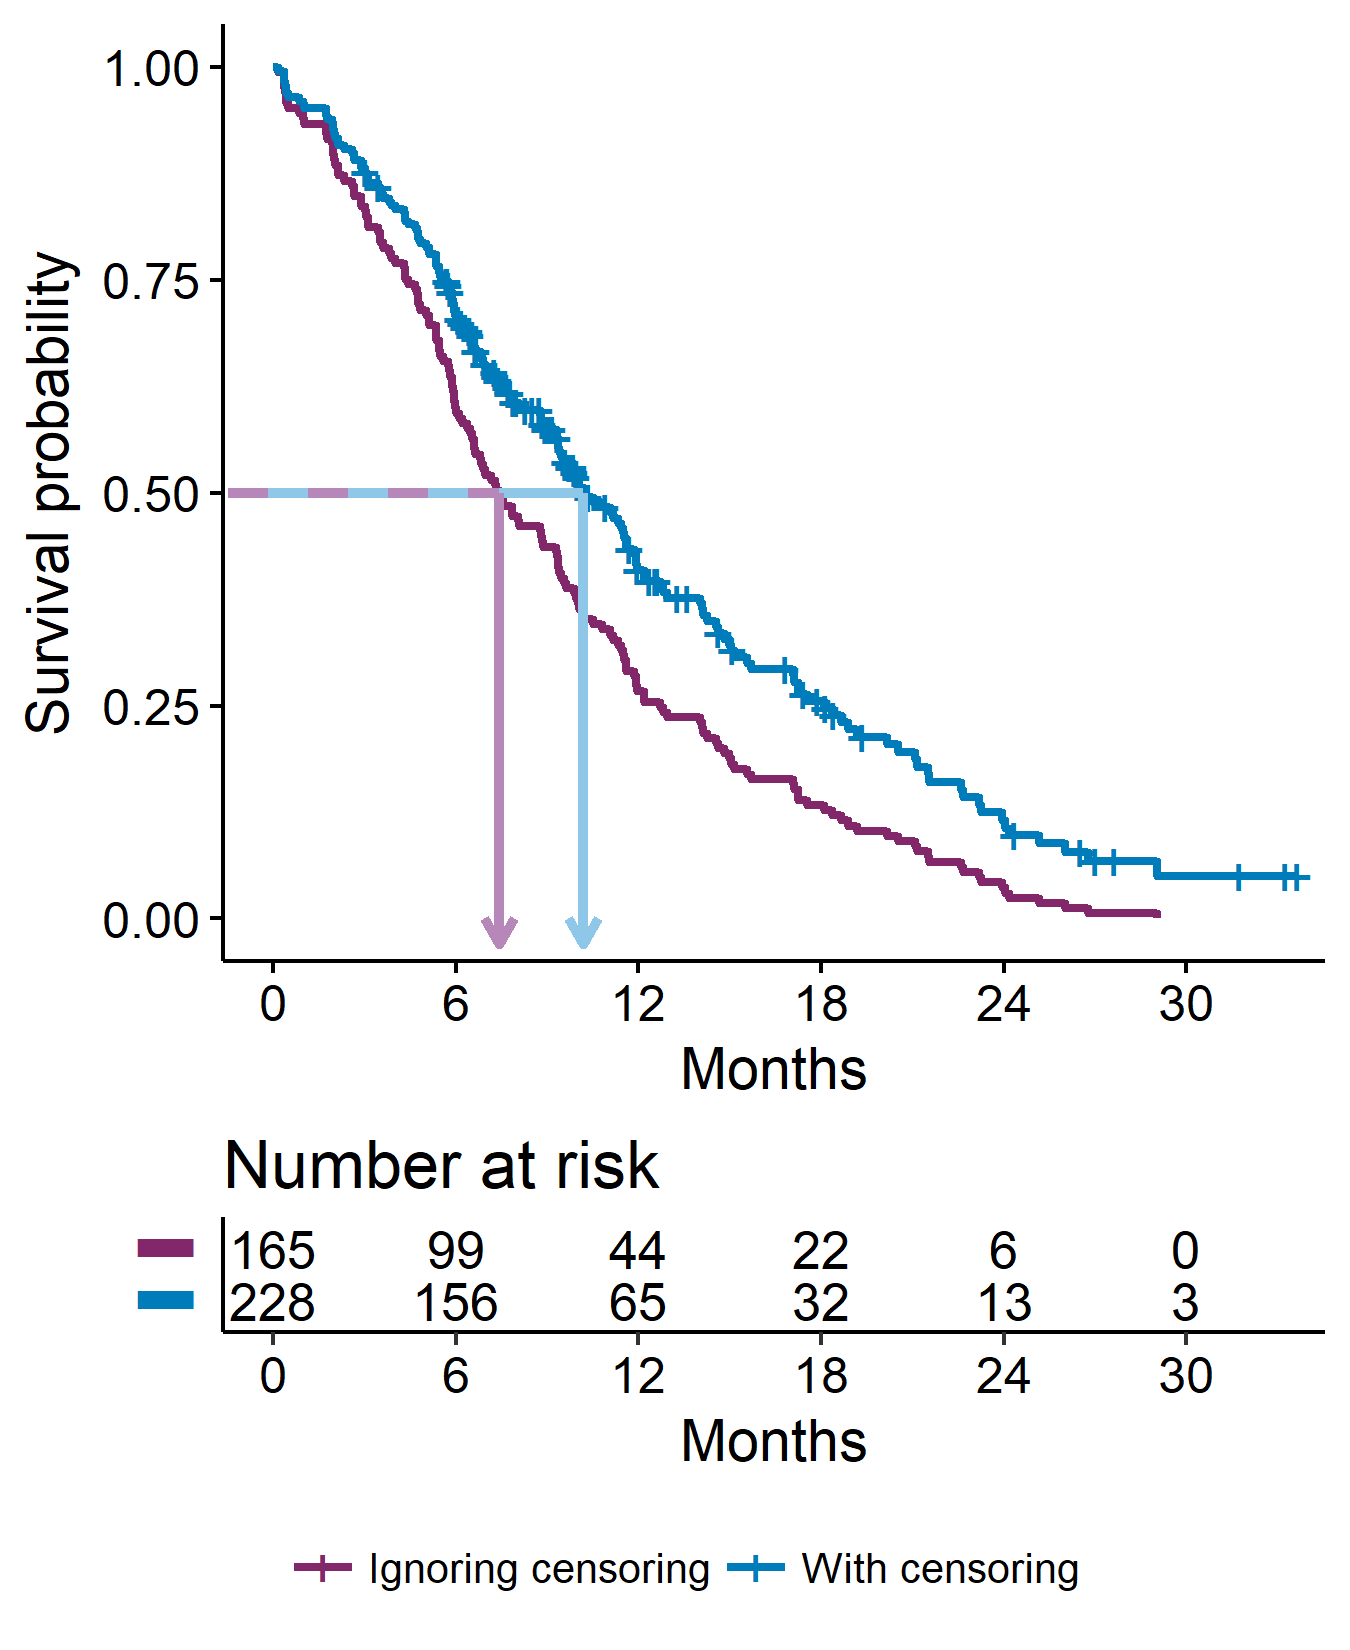 Survival probability
1.00
0.75
0.50
0.25
0.00
0 6 12 18 24 30
Months
Number at risk
165 99 44 22 6 0
228 156 65 32 13 3
0 6 12 18 24 30
Months
Ignoring censoring With censoring